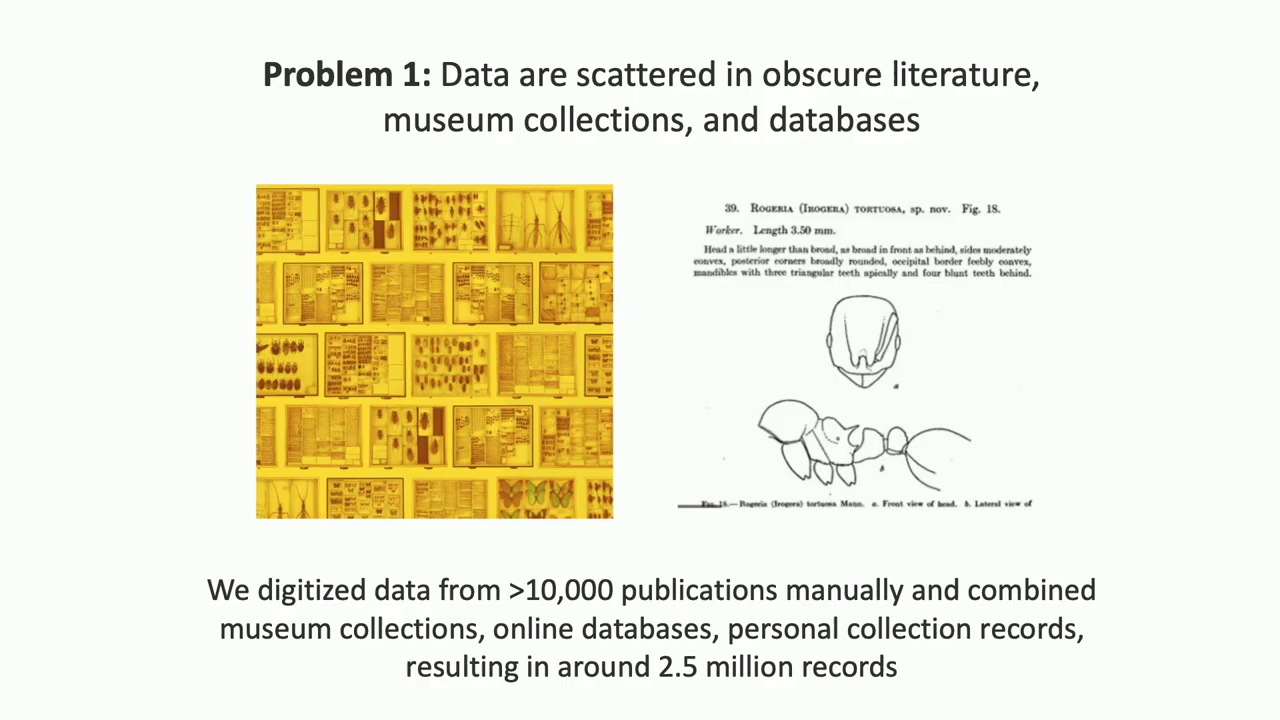 Problem 1: Data are scattered in obscure literature,
museum collections, and databases
39. ROGERIA (IROGERA) TORTUOSA, sp. nov. Fig. 18.
Worker. Length 3.50 mm.
Head a little longer than broad, as broad in front as behind, sides moderately
convex, posterior corners broadly rounded, occipital border feebly convex,
mandibles with three triangular teeth apically and four blunt teeth behind.
a
b
Fig. 18.—Rogeria (Irogera) tortuosa Mann. a. Front view of head. b. Lateral view of
We digitized data from >10,000 publications manually and combined
museum collections, online databases, personal collection records,
resulting in around 2.5 million records